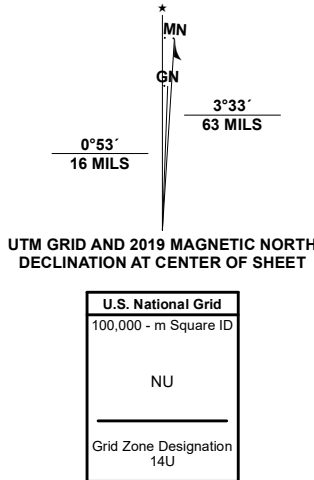 MN
GN
3°33´
63 MILS
0°53´
16 MILS
UTM GRID AND 2019 MAGNETIC NORTH
DECLINATION AT CENTER OF SHEET
U.S. National Grid
100,000 - m Square ID
NU
Grid Zone Designation
14U